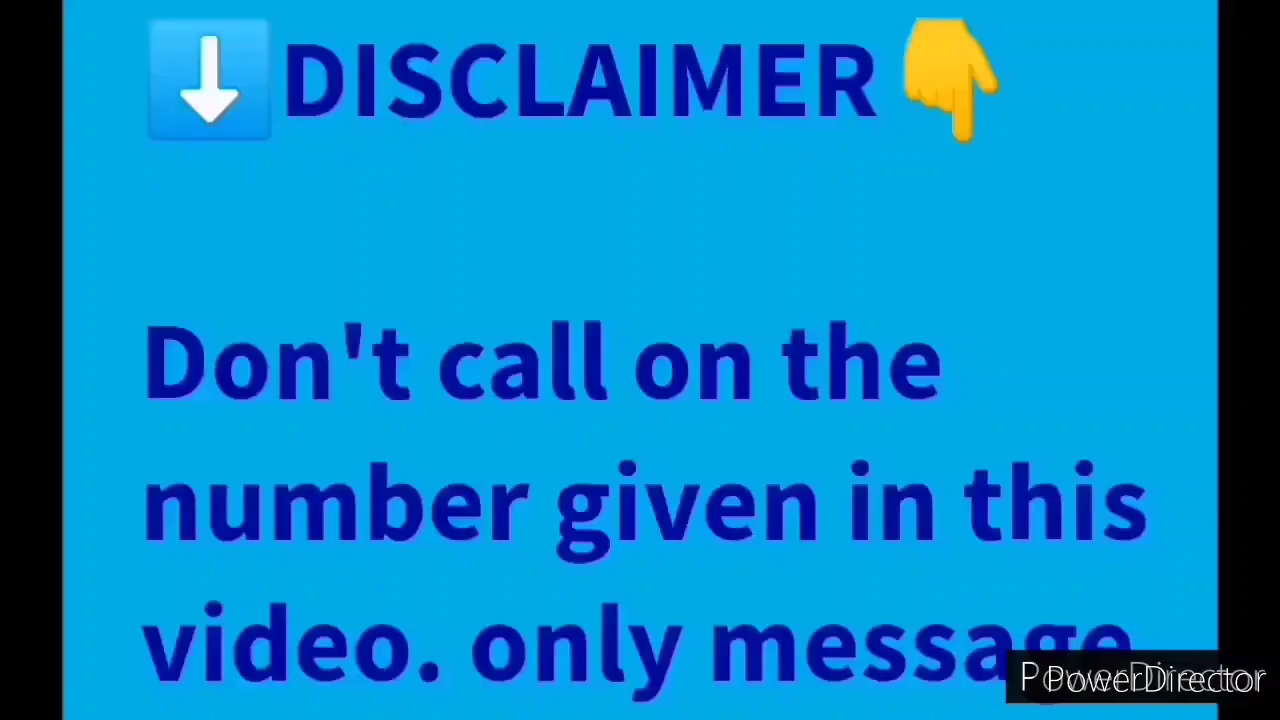 ⬇️DISCLAIMER👇
Don't call on the
number given in this
video. only message
PowerDirector